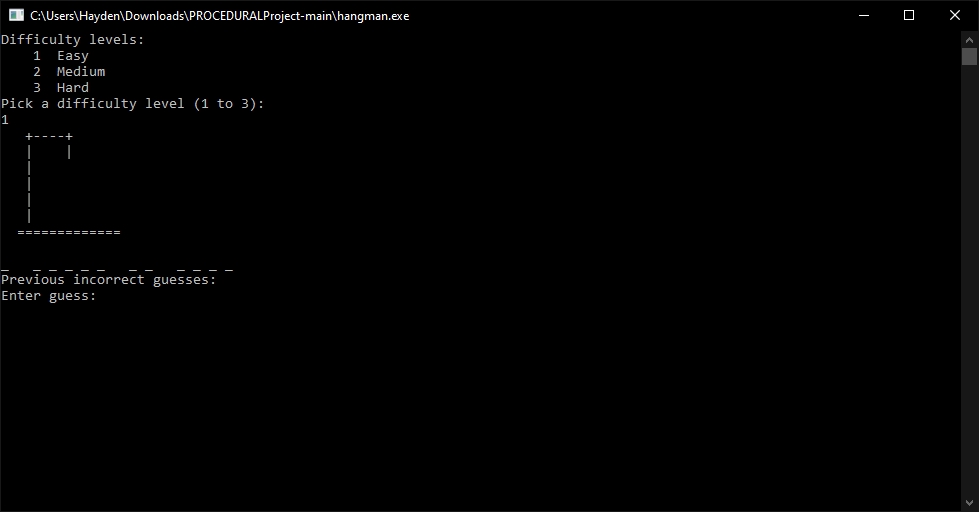 C:\Users\Hayden\Downloads\PROCEDURALProject-main\hangman.exe
Difficulty levels:
    1  Easy
    2  Medium
    3  Hard
Pick a difficulty level (1 to 3):
1
   +----+
   |    |
   |
   |
   |
   |
  =============

_   _ _ _ _ _   _ _   _ _ _ _
Previous incorrect guesses:
Enter guess: